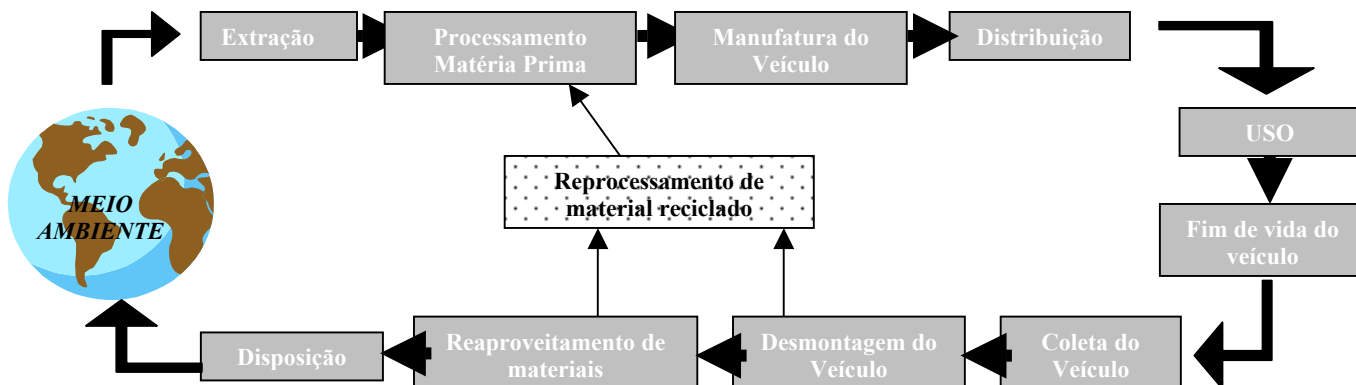 Extração
Processamento
Matéria Prima
Manufatura do
Veículo
Distribuição
USO
Reprocessamento de
material reciclado
MEIO
AMBIENTE
Fim de vida do
veículo
Disposição
Reaproveitamento de
materiais
Desmontagem do
Veículo
Coleta do
Veículo